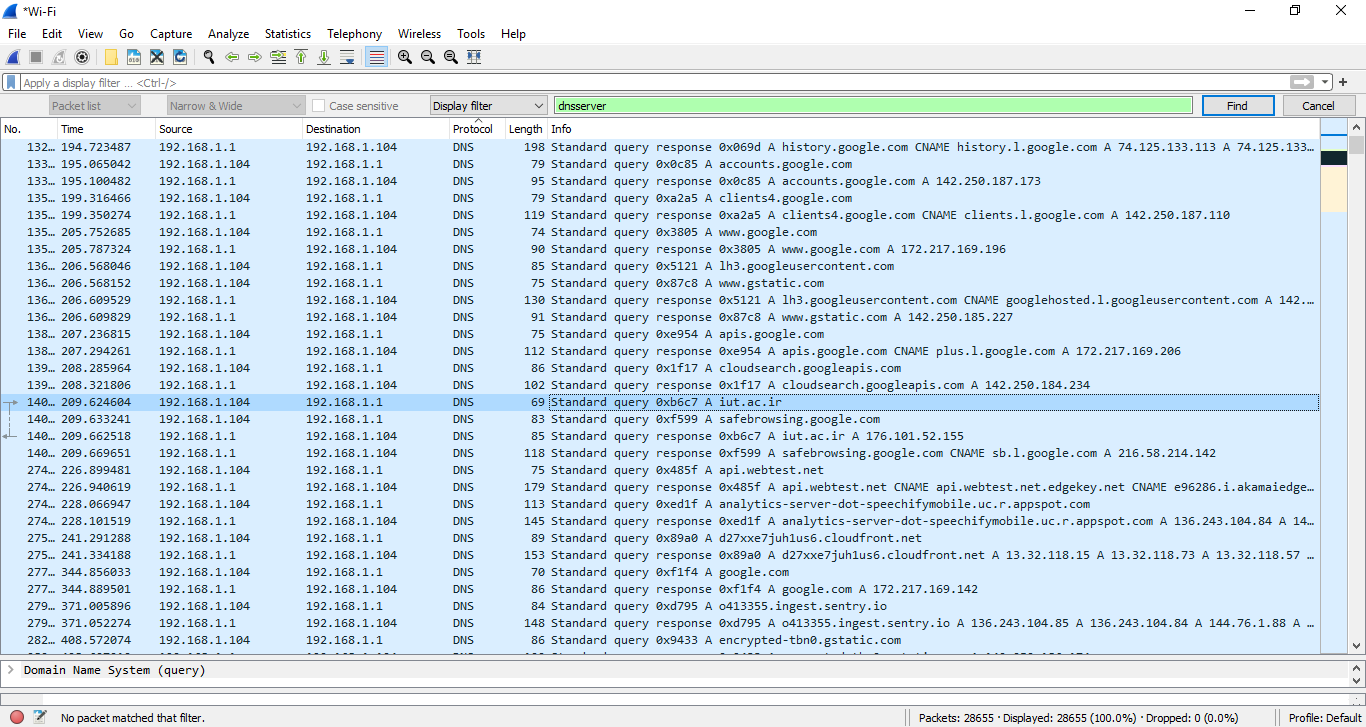 *Wi-Fi
File Edit View Go Capture Analyze Statistics Telephony Wireless Tools Help
Apply a display filter ... <Ctrl-/>
Packet list Narrow & Wide Case sensitive Display filter dnsserver Find Cancel
No. Time Source Destination Protocol Length Info
132… 194.723487 192.168.1.1 192.168.1.104 DNS 198 Standard query response 0x069d A history.google.com CNAME history.l.google.com A 74.125.133.113 A 74.125.133…
133… 195.065042 192.168.1.104 192.168.1.1 DNS 79 Standard query 0x0c85 A accounts.google.com
133… 195.100482 192.168.1.1 192.168.1.104 DNS 95 Standard query response 0x0c85 A accounts.google.com A 142.250.187.173
135… 199.316466 192.168.1.104 192.168.1.1 DNS 79 Standard query 0xa2a5 A clients4.google.com
135… 199.350274 192.168.1.1 192.168.1.104 DNS 119 Standard query response 0xa2a5 A clients4.google.com CNAME clients.l.google.com A 142.250.187.110
135… 205.752685 192.168.1.104 192.168.1.1 DNS 74 Standard query 0x3805 A www.google.com
135… 205.787324 192.168.1.1 192.168.1.104 DNS 90 Standard query response 0x3805 A www.google.com A 172.217.169.196
136… 206.568046 192.168.1.104 192.168.1.1 DNS 85 Standard query 0x5121 A lh3.googleusercontent.com
136… 206.568152 192.168.1.104 192.168.1.1 DNS 75 Standard query 0x87c8 A www.gstatic.com
136… 206.609529 192.168.1.1 192.168.1.104 DNS 130 Standard query response 0x5121 A lh3.googleusercontent.com CNAME googlehosted.l.googleusercontent.com A 142.…
136… 206.609829 192.168.1.1 192.168.1.104 DNS 91 Standard query response 0x87c8 A www.gstatic.com A 142.250.185.227
138… 207.236815 192.168.1.104 192.168.1.1 DNS 75 Standard query 0xe954 A apis.google.com
138… 207.294261 192.168.1.1 192.168.1.104 DNS 112 Standard query response 0xe954 A apis.google.com CNAME plus.l.google.com A 172.217.169.206
139… 208.285964 192.168.1.104 192.168.1.1 DNS 86 Standard query 0x1f17 A cloudsearch.googleapis.com
139… 208.321806 192.168.1.1 192.168.1.104 DNS 102 Standard query response 0x1f17 A cloudsearch.googleapis.com A 142.250.184.234
140… 209.624604 192.168.1.104 192.168.1.1 DNS 69 Standard query 0xb6c7 A iut.ac.ir
140… 209.633241 192.168.1.104 192.168.1.1 DNS 83 Standard query 0xf599 A safebrowsing.google.com
140… 209.662518 192.168.1.1 192.168.1.104 DNS 85 Standard query response 0xb6c7 A iut.ac.ir A 176.101.52.155
140… 209.669651 192.168.1.1 192.168.1.104 DNS 118 Standard query response 0xf599 A safebrowsing.google.com CNAME sb.l.google.com A 216.58.214.142
274… 226.899481 192.168.1.104 192.168.1.1 DNS 75 Standard query 0x485f A api.webtest.net
274… 226.940619 192.168.1.1 192.168.1.104 DNS 179 Standard query response 0x485f A api.webtest.net CNAME api.webtest.net.edgekey.net CNAME e96286.i.akamaiedge…
274… 228.066947 192.168.1.104 192.168.1.1 DNS 113 Standard query 0xed1f A analytics-server-dot-speechifymobile.uc.r.appspot.com
274… 228.101519 192.168.1.1 192.168.1.104 DNS 145 Standard query response 0xed1f A analytics-server-dot-speechifymobile.uc.r.appspot.com A 136.243.104.84 A 14…
275… 241.291288 192.168.1.104 192.168.1.1 DNS 89 Standard query 0x89a0 A d27xxe7juh1us6.cloudfront.net
275… 241.334188 192.168.1.1 192.168.1.104 DNS 153 Standard query response 0x89a0 A d27xxe7juh1us6.cloudfront.net A 13.32.118.15 A 13.32.118.73 A 13.32.118.57 …
277… 344.856033 192.168.1.104 192.168.1.1 DNS 70 Standard query 0xf1f4 A google.com
277… 344.889501 192.168.1.1 192.168.1.104 DNS 86 Standard query response 0xf1f4 A google.com A 172.217.169.142
279… 371.005896 192.168.1.104 192.168.1.1 DNS 84 Standard query 0xd795 A o413355.ingest.sentry.io
279… 371.052274 192.168.1.1 192.168.1.104 DNS 148 Standard query response 0xd795 A o413355.ingest.sentry.io A 136.243.104.85 A 136.243.104.84 A 144.76.1.88 A …
282… 408.572074 192.168.1.104 192.168.1.1 DNS 86 Standard query 0x9433 A encrypted-tbn0.gstatic.com
Domain Name System (query)
No packet matched that filter. Packets: 28655 · Displayed: 28655 (100.0%) · Dropped: 0 (0.0%) Profile: Default